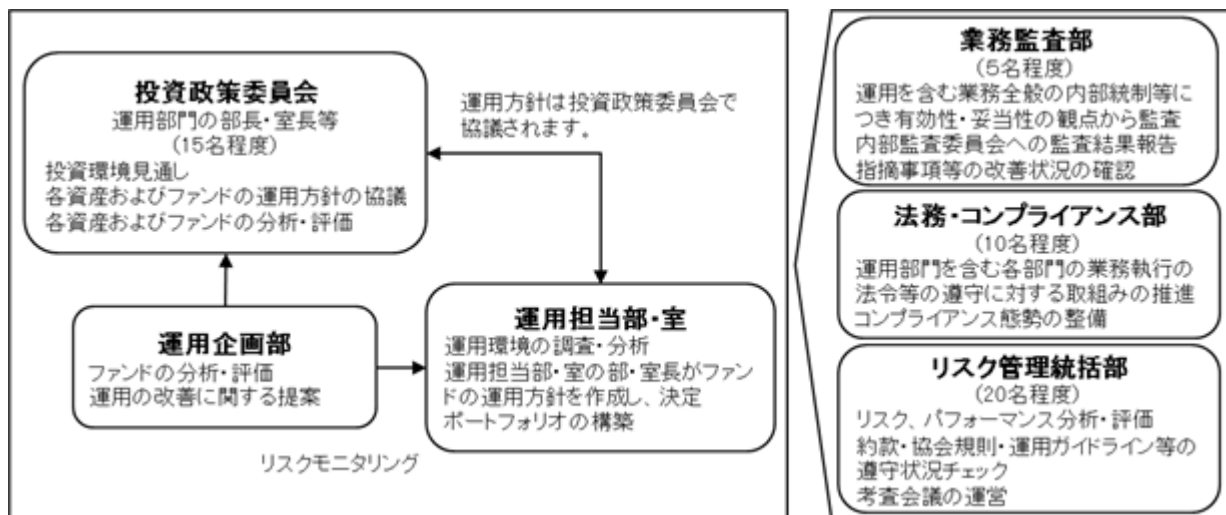 投資政策委員会
運用部門の部長・室長等
(15名程度)
投資環境見通し
各資産およびファンドの運用方針の協議
各資産およびファンドの分析・評価
運用方針は投資政策委員会で
協議されます。
運用企画部
ファンドの分析・評価
運用の改善に関する提案
運用担当部・室
運用環境の調査・分析
運用担当部・室の部・室長がファン
ドの運用方針を作成し、決定
ポートフォリオの構築
リスクモニタリング
業務監査部
(5名程度)
運用を含む業務全般の内部統制等に
つき有効性・妥当性の観点から監査
内部監査委員会への監査結果報告
指摘事項等の改善状況の確認
法務・コンプライアンス部
(10名程度)
運用部門を含む各部門の業務執行の
法令等の遵守に対する取組みの推進
コンプライアンス態勢の整備
リスク管理統括部
(20名程度)
リスク、パフォーマンス分析・評価
約款・協会規則・運用ガイドライン等の
遵守状況チェック
考査会議の運営